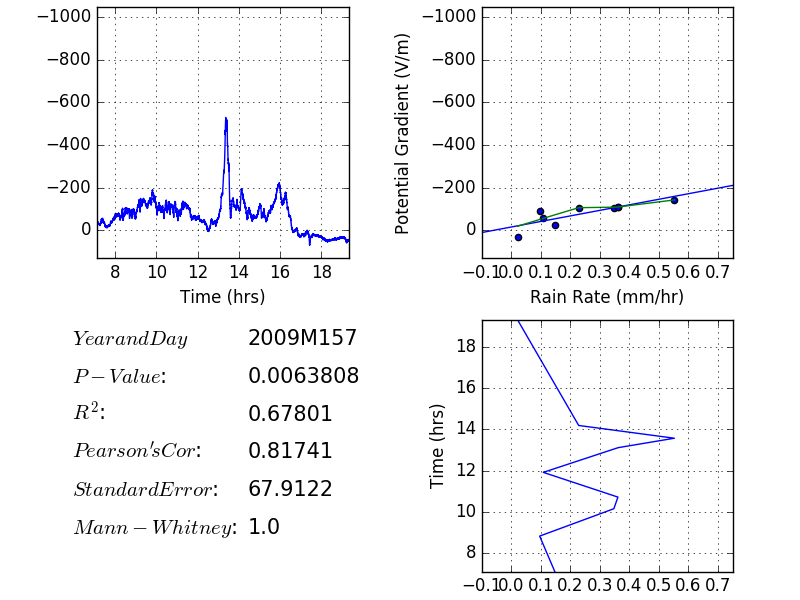 −1000
−800
−600
−400
−200
0
8 10 12 14 16 18
Time (hrs)
Potential Gradient (V/m)
−1000
−800
−600
−400
−200
0
−0.1 0.0 0.1 0.2 0.3 0.4 0.5 0.6 0.7
Rain Rate (mm/hr)
YearandDay 2009M157
P−Value: 0.0063808
R²: 0.67801
Pearson'sCor: 0.81741
StandardError: 67.9122
Mann−Whitney: 1.0
Time (hrs)
18
16
14
12
10
8
−0.1 0.0 0.1 0.2 0.3 0.4 0.5 0.6 0.7